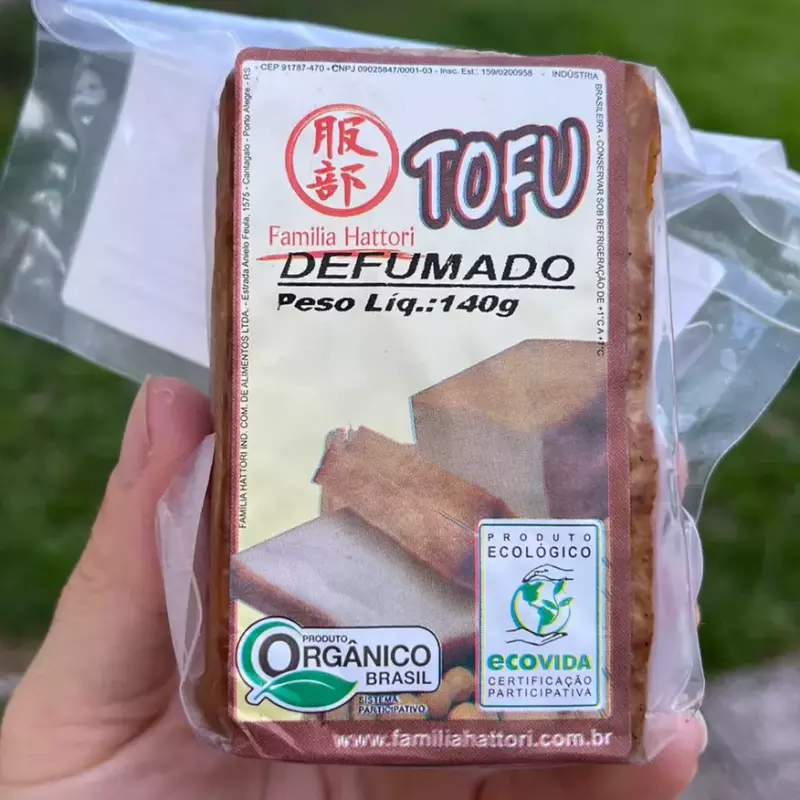 FAMÍLIA HATTORI IND. COM. DE ALIMENTOS LTDA. - Estrada Anielo Feula, 1575 - Cantagalo - Porto Alegre - RS
- CEP 91787-470 - CNPJ 09025847/0001-03 - Insc. Est.: 159/0200958 - INDÚSTRIA
BRASILEIRA - CONSERVAR SOB REFRIGERAÇÃO DE +1°C A +7°C
服部
TOFU
Familia Hattori
DEFUMADO
Peso Líq.:140g
PRODUTO
ECOLÓGICO
ecoVIDA
CERTIFICAÇÃO
PARTICIPATIVA
PRODUTO
ORGÂNICO
BRASIL
SISTEMA
PARTICIPATIVO
www.familiahattori.com.br